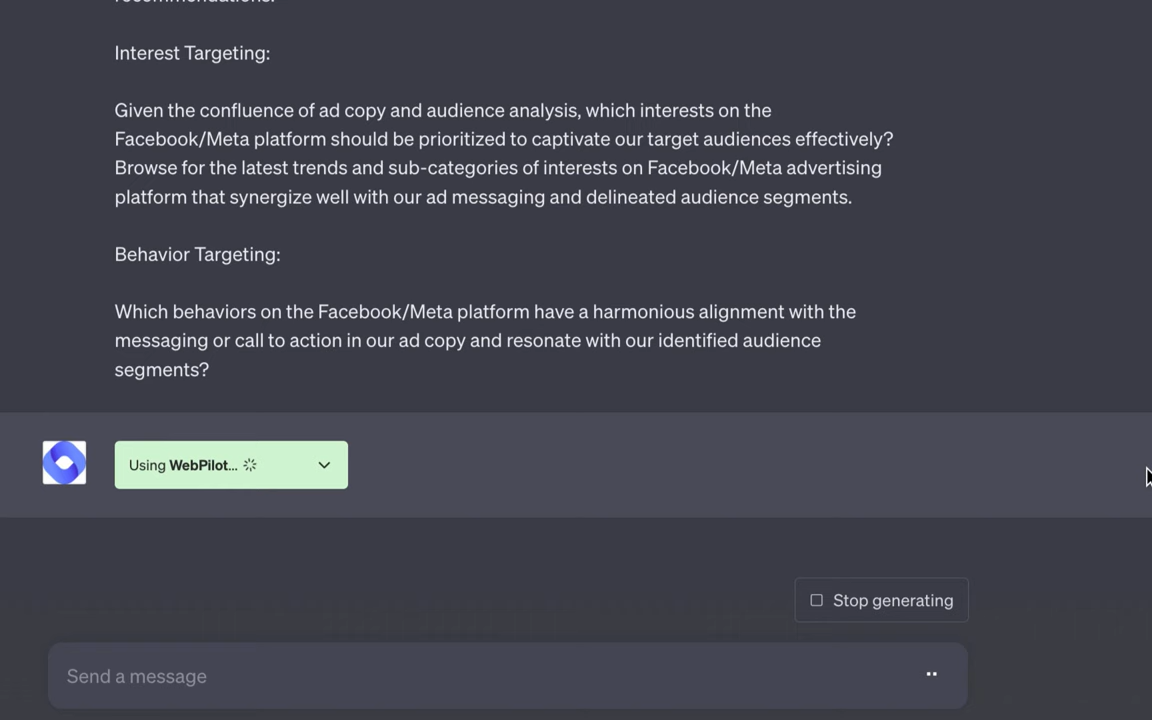 recommendations.
Interest Targeting:
Given the confluence of ad copy and audience analysis, which interests on the
Facebook/Meta platform should be prioritized to captivate our target audiences effectively?
Browse for the latest trends and sub-categories of interests on Facebook/Meta advertising
platform that synergize well with our ad messaging and delineated audience segments.
Behavior Targeting:
Which behaviors on the Facebook/Meta platform have a harmonious alignment with the
messaging or call to action in our ad copy and resonate with our identified audience
segments?
Using WebPilot...
Stop generating
Send a message